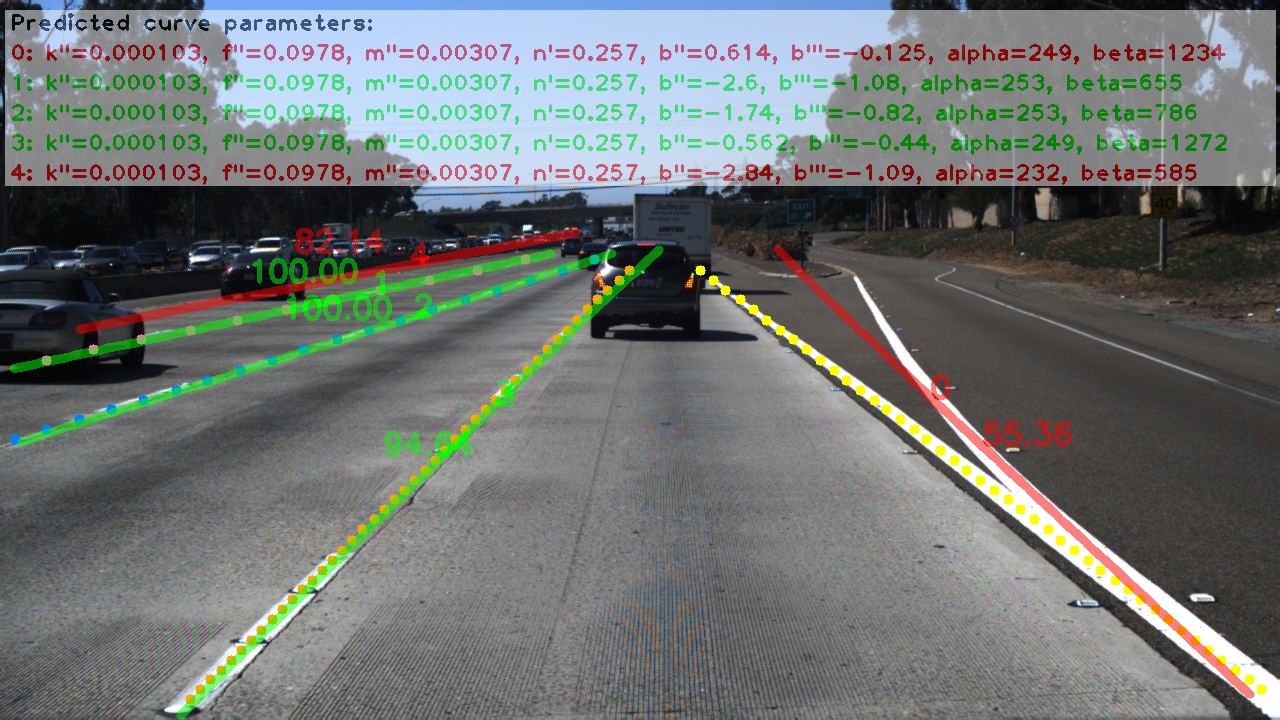 Predicted curve parameters:
0: k''=0.000103, f''=0.0978, m''=0.00307, n'=0.257, b''=0.614, b'''=−0.125, alpha=249, beta=1234
1: k''=0.000103, f''=0.0978, m''=0.00307, n'=0.257, b''=−2.6, b'''=−1.08, alpha=253, beta=655
2: k''=0.000103, f''=0.0978, m''=0.00307, n'=0.257, b''=−1.74, b'''=−0.82, alpha=253, beta=786
3: k''=0.000103, f''=0.0978, m''=0.00307, n'=0.257, b''=−0.562, b'''=−0.44, alpha=249, beta=1272
4: k''=0.000103, f''=0.0978, m''=0.00307, n'=0.257, b''=−2.84, b'''=−1.09, alpha=232, beta=585
40
Sullivan
EXIT
UNITED
82.14
4
100.00
1
100.00
2
0
55.36